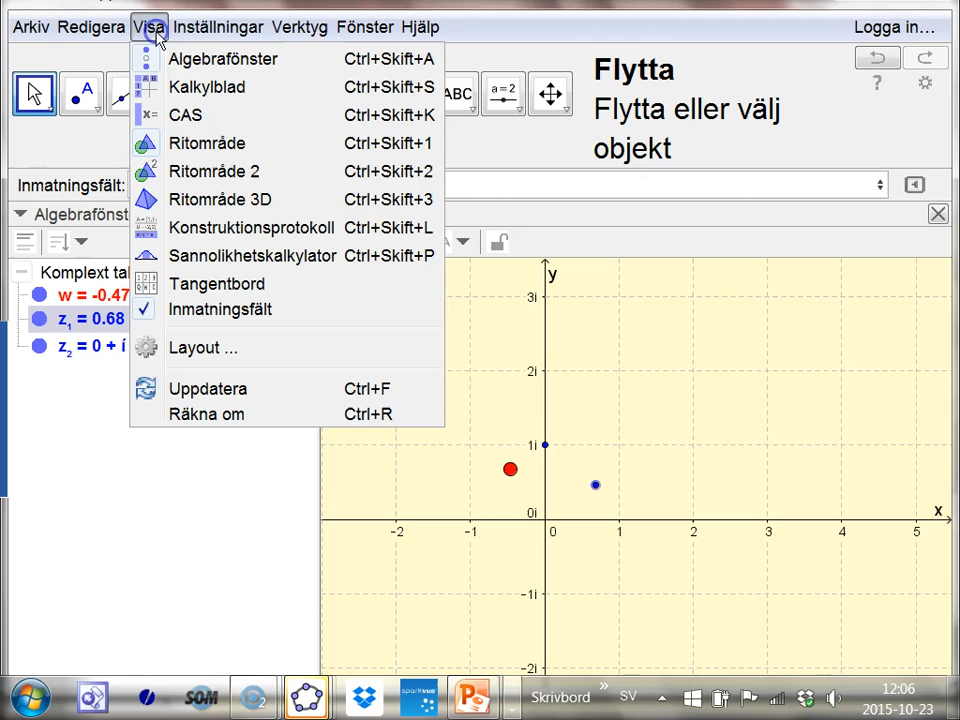 Arkiv Redigera Visa Inställningar Verktyg Fönster Hjälp Logga in...
Algebrafönster Ctrl+Skift+A
Kalkylblad Ctrl+Skift+S
CAS Ctrl+Skift+K
Ritområde Ctrl+Skift+1
Ritområde 2 Ctrl+Skift+2
Ritområde 3D Ctrl+Skift+3
Konstruktionsprotokoll Ctrl+Skift+L
Sannolikhetskalkylator Ctrl+Skift+P
Tangentbord
Inmatningsfält
Layout ...
Uppdatera Ctrl+F
Räkna om Ctrl+R
A
ABC
a=2
Flytta
Flytta eller välj
objekt
?
Inmatningsfält:
Algebrafönst
Komplext tal
w = -0.47
z₁ = 0.68
z₂ = 0 + í
y
3i
2i
1i
0i
-1i
-2i
-2 -1 0 1 2 3 4 5
x
SOM
sparkvue
Skrivbord » SV
12:06
2015-10-23